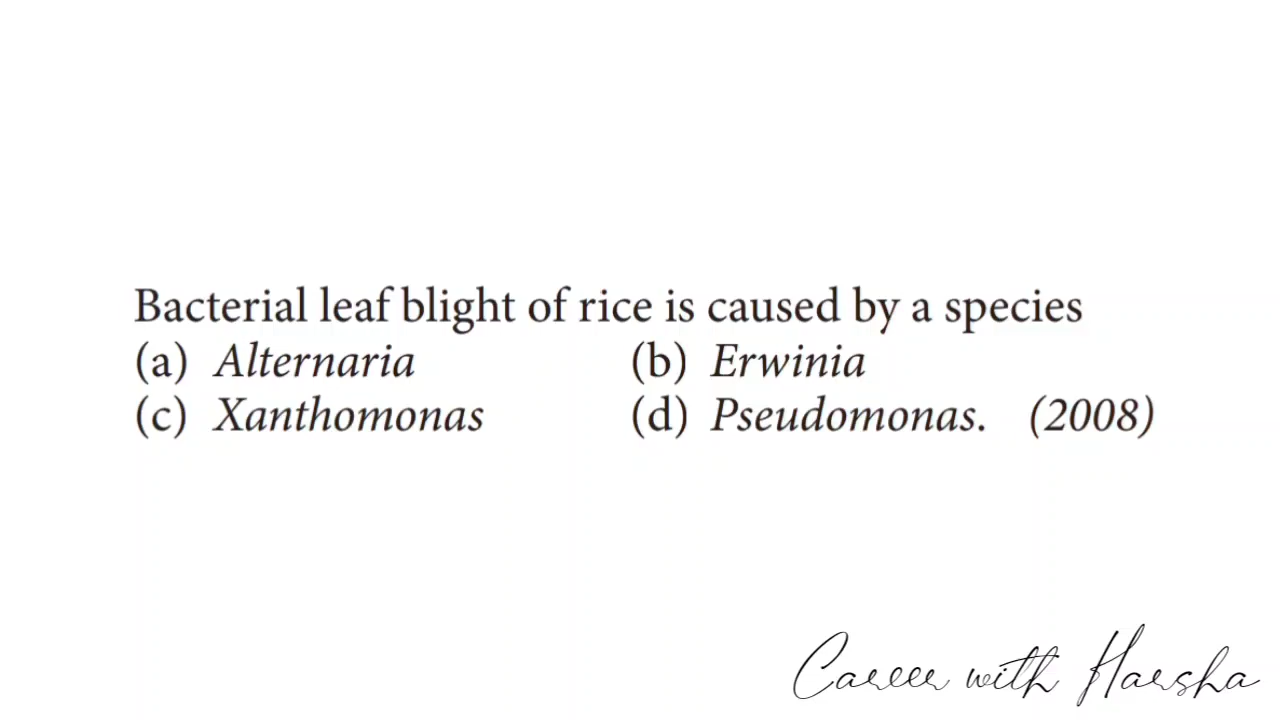 Bacterial leaf blight of rice is caused by a species
(a) Alternaria (b) Erwinia
(c) Xanthomonas (d) Pseudomonas. (2008)
Career with Harsha